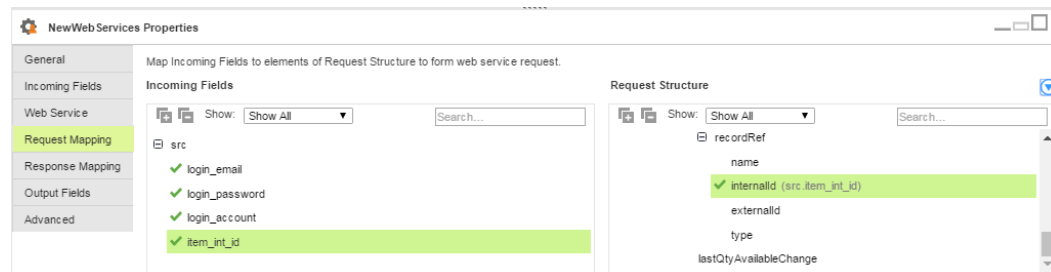 NewWebServices Properties
General
Incoming Fields
Web Service
Request Mapping
Response Mapping
Output Fields
Advanced
Map Incoming Fields to elements of Request Structure to form web service request.
Incoming Fields
Show: Show All Search...
src
login_email
login_password
login_account
item_int_id
Request Structure
Show: Show All Search...
recordRef
name
internalId (src.item_int_id)
externalId
type
lastQtyAvailableChange